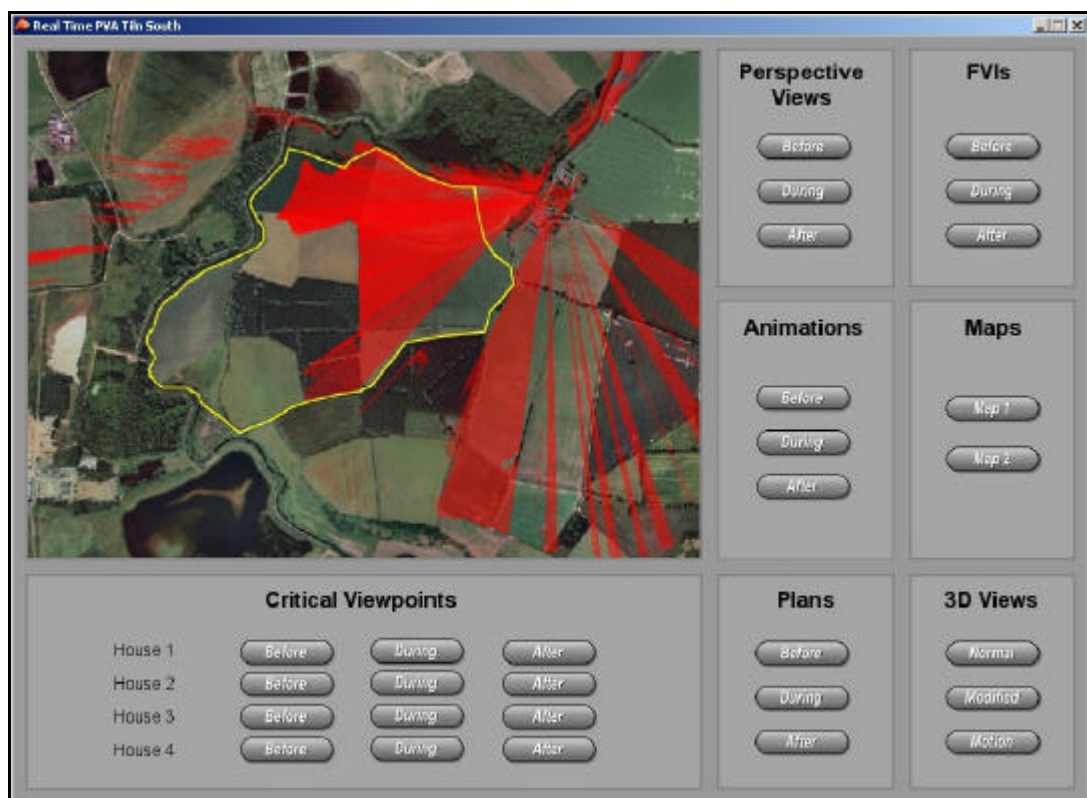 Real Time PVA Tiln South
Perspective
Views
Before
During
After
FVIs
Before
During
After
Animations
Before
During
After
Maps
Map 1
Map 2
Critical Viewpoints
House 1 Before During After
House 2 Before During After
House 3 Before During After
House 4 Before During After
Plans
Before
During
After
3D Views
Normal
Modified
Motion